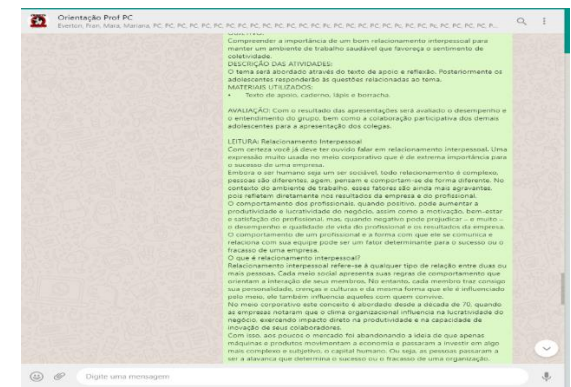 Orientação Prof PC
Everton, Fran, Mara, Mariana, PC, PC, PC, PC, PC, PC, PC, PC, PC, PC, PC, PC, PC, PC, PC, Pc, PC, PC, PC, Pc, PC, PC, PC, P...
Compreender a importância de um bom relacionamento interpessoal para
manter um ambiente de trabalho saudável que favoreça o sentimento de
coletividade.
DESCRIÇÃO DAS ATIVIDADES:
O tema será abordado através do texto de apoio e reflexão. Posteriormente os
adolescentes responderão às questões relacionadas ao tema.
MATERIAIS UTILIZADOS:
• Texto de apoio, caderno, lápis e borracha.
AVALIAÇÃO: Com o resultado das apresentações será avaliado o desempenho e
o entendimento do grupo, bem como a colaboração participativa dos demais
adolescentes para a apresentação dos colegas.
LEITURA: Relacionamento Interpessoal
Com certeza você já deve ter ouvido falar em relacionamento interpessoal. Uma
expressão muito usada no meio corporativo que é de extrema importância para
o sucesso de uma empresa.
Embora o ser humano seja um ser sociável, todo relacionamento é complexo,
pessoas são diferentes, agem, pensam e comportam-se de forma diferente. No
contexto do ambiente de trabalho, esses fatores são ainda mais agravantes,
pois refletem diretamente nos resultados da empresa e do profissional.
O comportamento dos profissionais, quando positivo, pode aumentar a
produtividade e lucratividade do negócio, assim como a motivação, bem-estar
e satisfação do profissional, mas, quando negativo pode prejudicar – e muito –
o desempenho e qualidade de vida do profissional e os resultados da empresa.
O comportamento de um profissional e a forma com que ele se comunica e
relaciona com sua equipe pode ser um fator determinante para o sucesso ou o
fracasso de uma empresa.
O que é relacionamento interpessoal?
Relacionamento interpessoal refere-se à qualquer tipo de relação entre duas ou
mais pessoas. Cada meio social apresenta suas regras de comportamento que
orientam a interação de seus membros. No entanto, cada membro traz consigo
sua personalidade, crenças e culturas e da mesma forma que ele é influenciado
pelo meio, ele também influencia aqueles com quem convive.
No meio corporativo este conceito é abordado desde a década de 70, quando
as empresas notaram que o clima organizacional influencia na lucratividade do
negócio, exercendo impacto direto na produtividade e na capacidade de
inovação de seus colaboradores.
Com isso, aos poucos o mercado foi abandonando a ideia de que apenas
máquinas e produtos movimentam a economia e passaram a investir em algo
mais complexo e subjetivo, o capital humano. Ou seja, as pessoas passaram a
ser a alavanca que determina o sucesso ou o fracasso de uma organização.
Digite uma mensagem